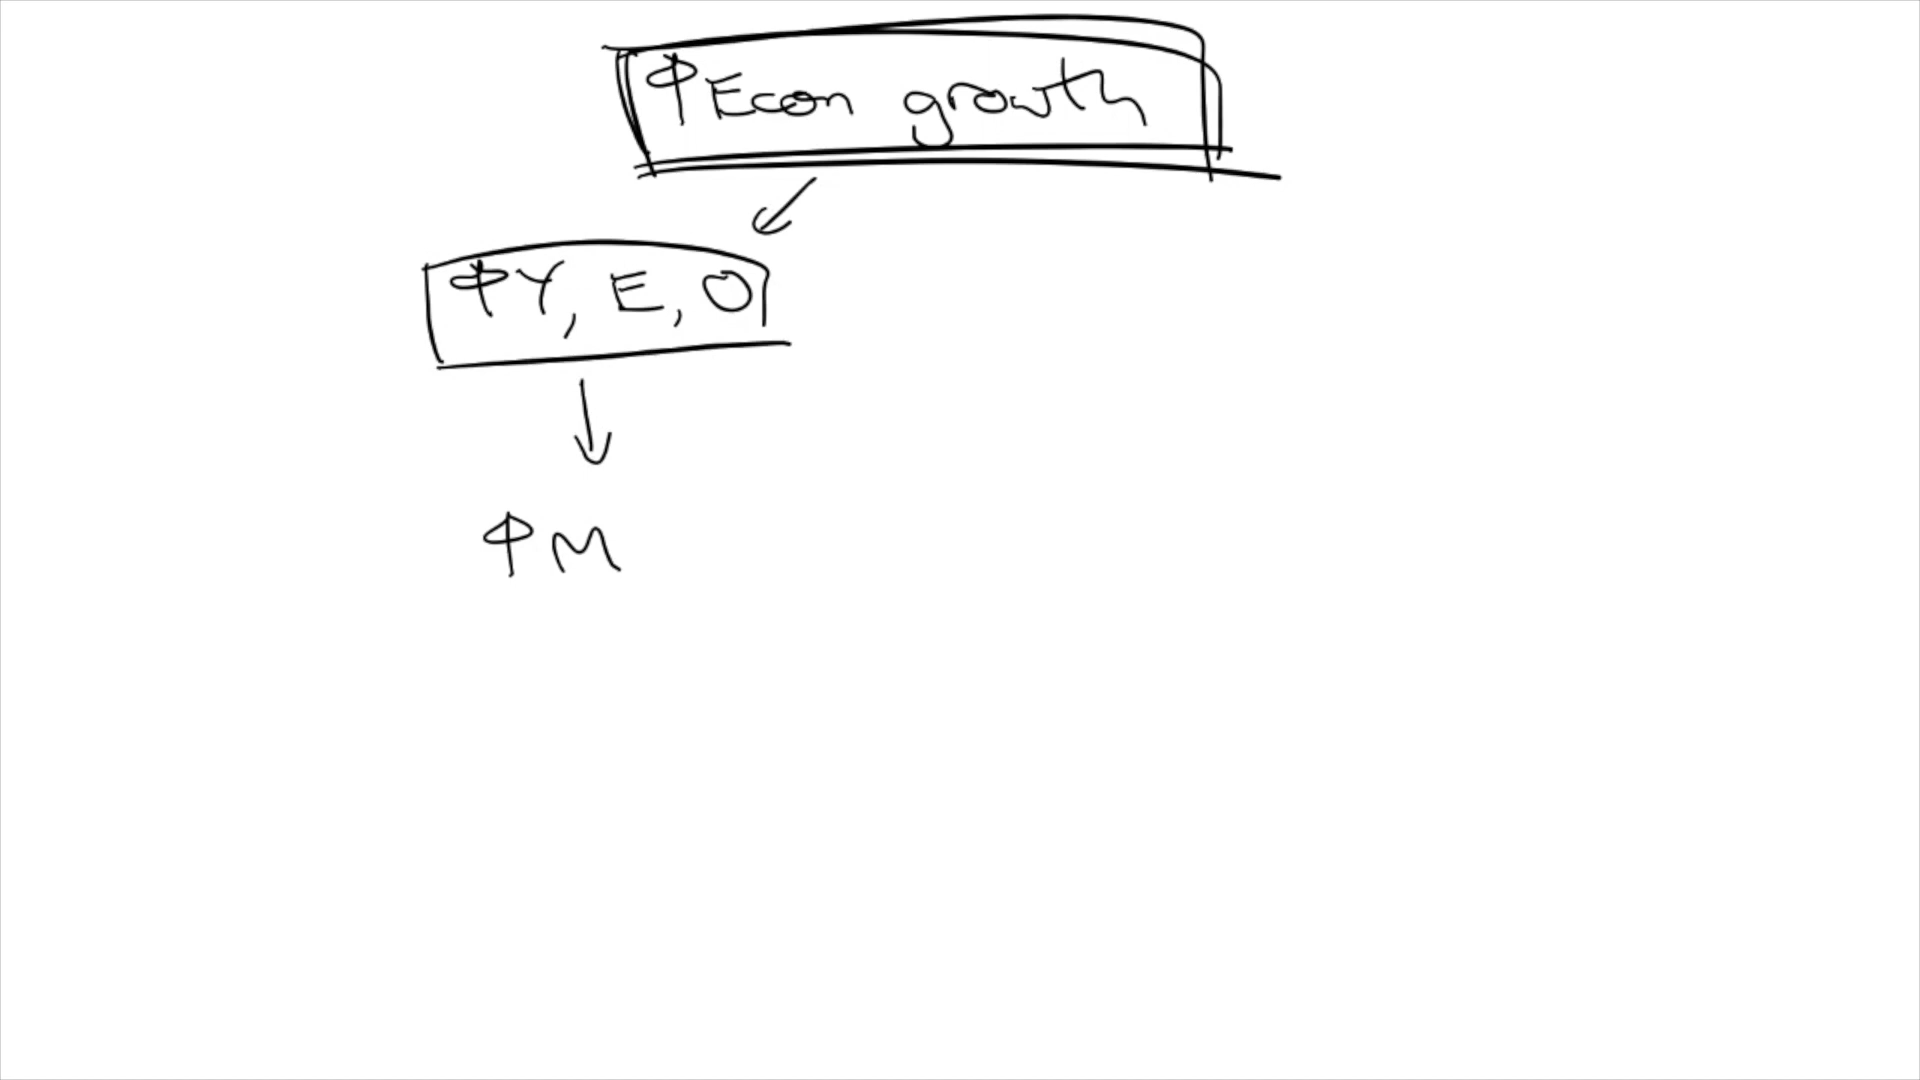 ↑Econ growth
↑Y, E, O
↑M